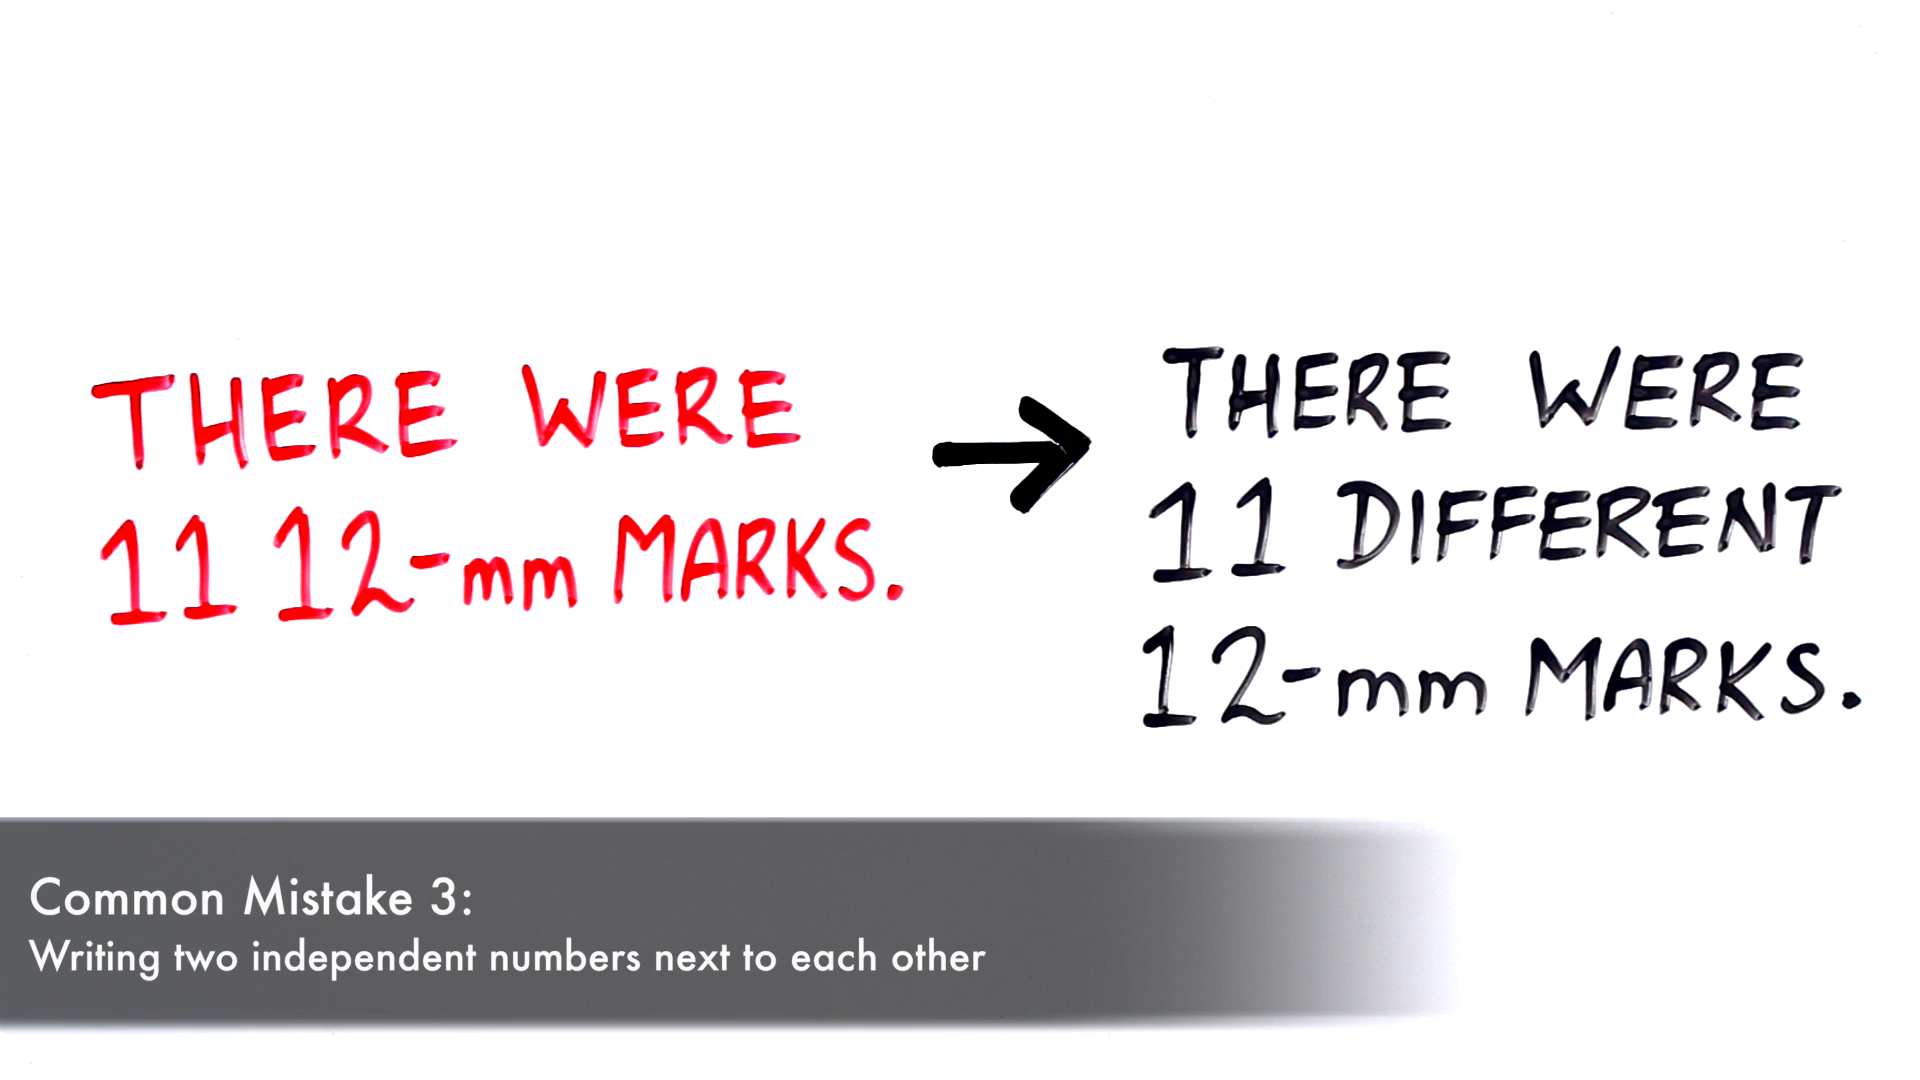 THERE WERE
11 12-mm MARKS.
THERE WERE
11 DIFFERENT
12-mm MARKS.
Common Mistake 3:
Writing two independent numbers next to each other